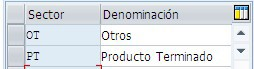 Sector Denominación
OT Otros
PT Producto Terminado